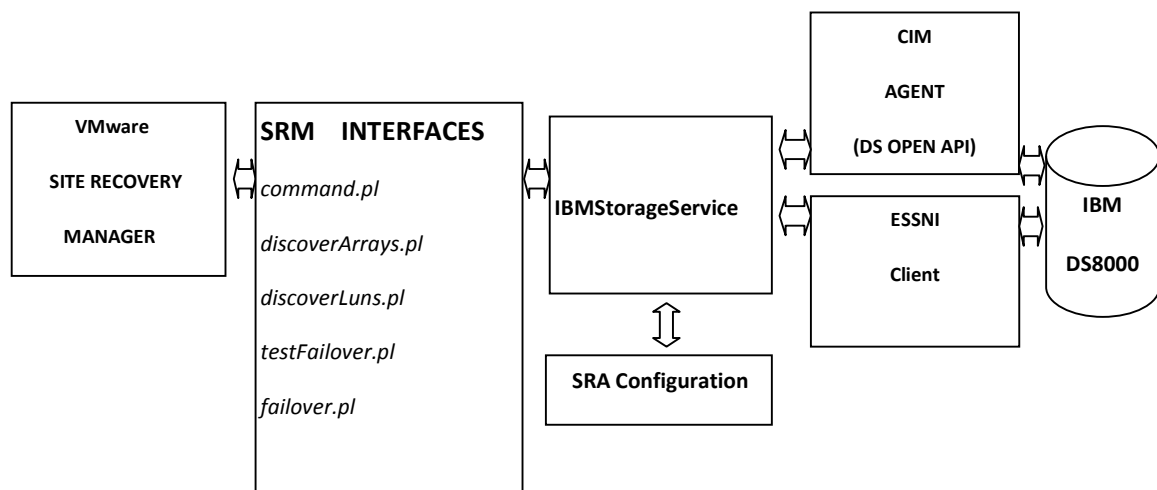 VMware
SITE RECOVERY
MANAGER
SRM INTERFACES
command.pl
discoverArrays.pl
discoverLuns.pl
testFailover.pl
failover.pl
IBMStorageService
SRA Configuration
CIM
AGENT
(DS OPEN API)
ESSNI
Client
IBM
DS8000